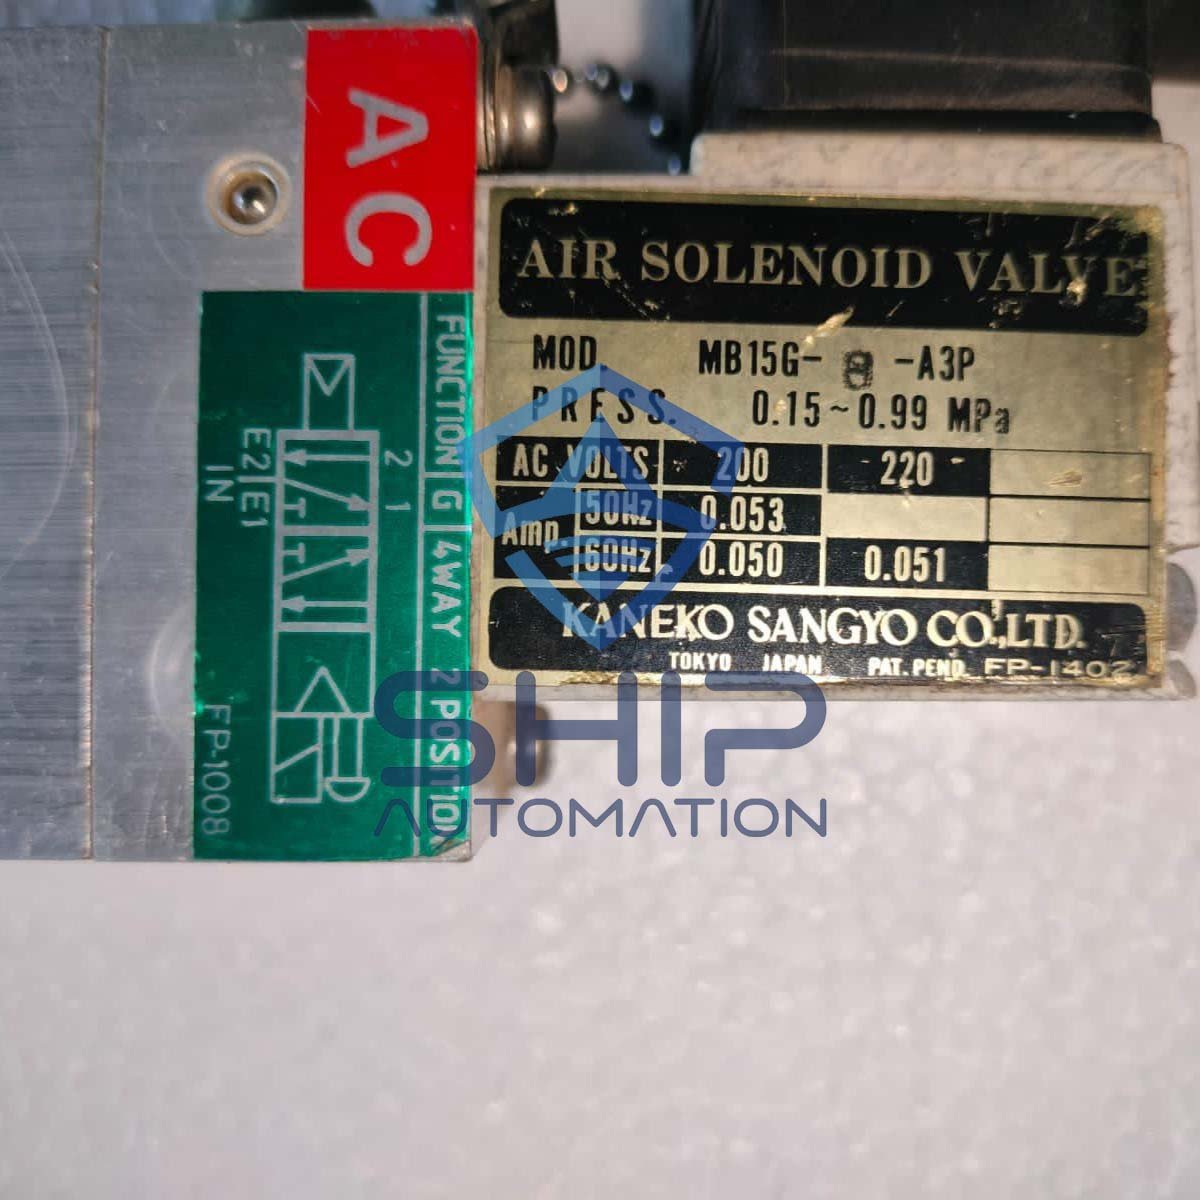 AC
FUNCTION G 4WAY 2 POSITION
2 1
E2 E1
IN
FP-1008
AIR SOLENOID VALVE
MOD. MB15G-8-A3P
PRESS. 0.15~0.99 MPa
AC VOLTS 200 220
Amp. 50Hz 0.053
60Hz 0.050 0.051
KANEKO SANGYO CO.,LTD.
TOKYO JAPAN PAT. PEND. FP-1402
SHIP
AUTOMATION